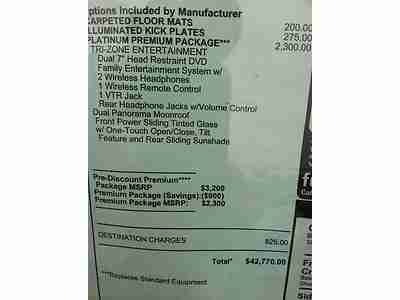 ptions Included by Manufacturer
CARPETED FLOOR MATS 200.00
ILLUMINATED KICK PLATES 275.00
PLATINUM PREMIUM PACKAGE*** 2,300.00
TRI-ZONE ENTERTAINMENT
Dual 7" Head Restraint DVD
Family Entertainment System w/
2 Wireless Headphones
1 Wireless Remote Control
1 VTR Jack
Rear Headphone Jacks w/Volume Control
Dual Panorama Moonroof
Front Power Sliding Tinted Glass
w/ One-Touch Open/Close, Tilt
Feature and Rear Sliding Sunshade
Pre-Discount Premium****
Package MSRP $3,200
Premium Package (Savings):($900)
Premium Package MSRP: $2,300
DESTINATION CHARGES 825.00
Total* $42,770.00
***Replaces Standard Equipment